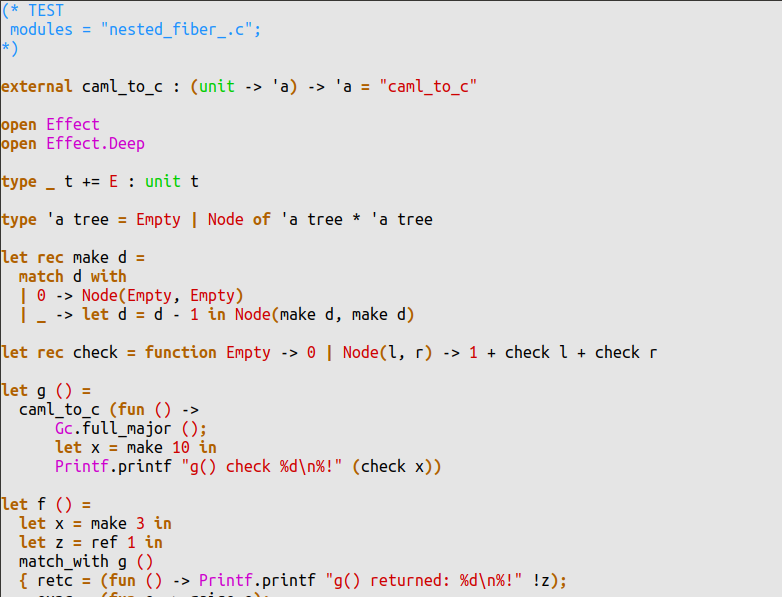 (* TEST
 modules = "nested_fiber_.c";
*)

external caml_to_c : (unit -> 'a) -> 'a = "caml_to_c"

open Effect
open Effect.Deep

type _ t += E : unit t

type 'a tree = Empty | Node of 'a tree * 'a tree

let rec make d =
  match d with
  | 0 -> Node(Empty, Empty)
  | _ -> let d = d - 1 in Node(make d, make d)

let rec check = function Empty -> 0 | Node(l, r) -> 1 + check l + check r

let g () =
  caml_to_c (fun () ->
      Gc.full_major ();
      let x = make 10 in
      Printf.printf "g() check %d\n%!" (check x))

let f () =
  let x = make 3 in
  let z = ref 1 in
  match_with g ()
  { retc = (fun () -> Printf.printf "g() returned: %d\n%!" !z);